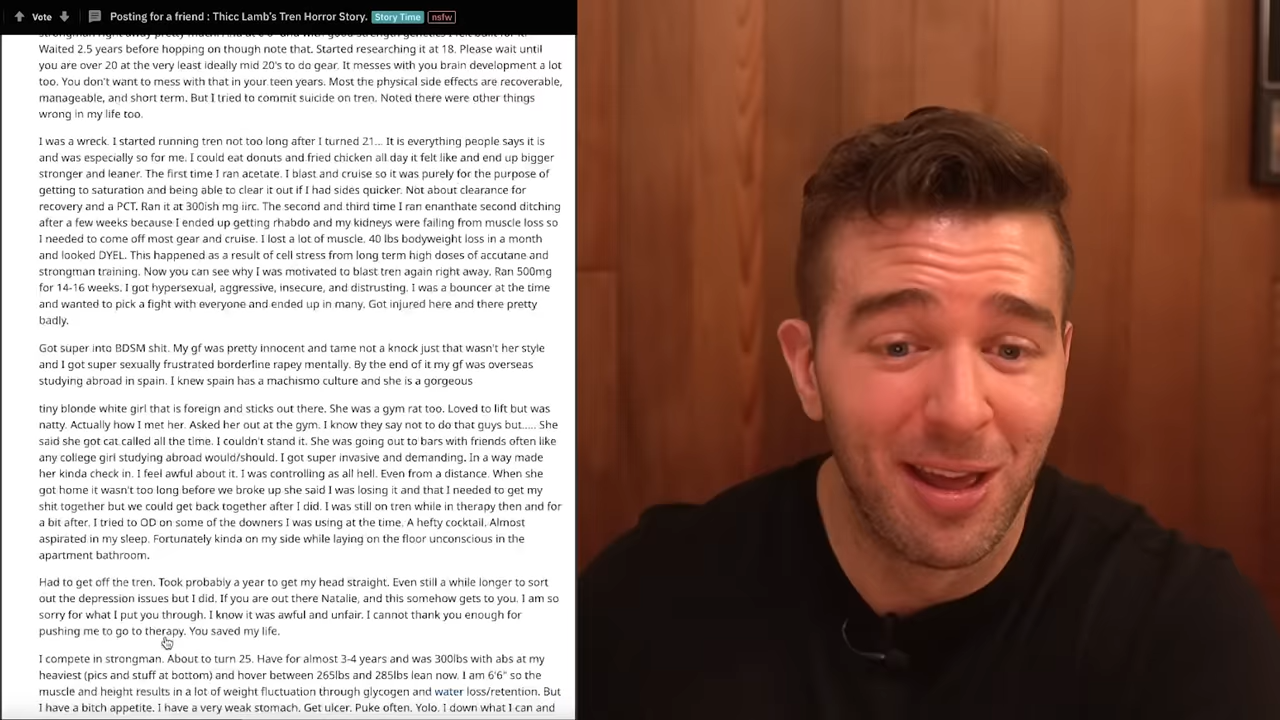 Vote
Posting for a friend : Thicc Lamb's Tren Horror Story. Story Time nsfw
strongman right away pretty much. And at 6'6" and with good strength genetics I felt built for it.
Waited 2.5 years before hopping on though note that. Started researching it at 18. Please wait until
you are over 20 at the very least ideally mid 20's to do gear. It messes with you brain development a lot
too. You don't want to mess with that in your teen years. Most the physical side effects are recoverable,
manageable, and short term. But I tried to commit suicide on tren. Noted there were other things
wrong in my life too.
I was a wreck. I started running tren not too long after I turned 21... It is everything people says it is
and was especially so for me. I could eat donuts and fried chicken all day it felt like and end up bigger
stronger and leaner. The first time I ran acetate. I blast and cruise so it was purely for the purpose of
getting to saturation and being able to clear it out if I had sides quicker. Not about clearance for
recovery and a PCT. Ran it at 300ish mg iirc. The second and third time I ran enanthate second ditching
after a few weeks because I ended up getting rhabdo and my kidneys were failing from muscle loss so
I needed to come off most gear and cruise. I lost a lot of muscle. 40 lbs bodyweight loss in a month
and looked DYEL. This happened as a result of cell stress from long term high doses of accutane and
strongman training. Now you can see why I was motivated to blast tren again right away. Ran 500mg
for 14-16 weeks. I got hypersexual, aggressive, insecure, and distrusting. I was a bouncer at the time
and wanted to pick a fight with everyone and ended up in many. Got injured here and there pretty
badly.
Got super into BDSM shit. My gf was pretty innocent and tame not a knock just that wasn't her style
and I got super sexually frustrated borderline rapey mentally. By the end of it my gf was overseas
studying abroad in spain. I knew spain has a machismo culture and she is a gorgeous
tiny blonde white girl that is foreign and sticks out there. She was a gym rat too. Loved to lift but was
natty. Actually how I met her. Asked her out at the gym. I know they say not to do that guys but..... She
said she got cat called all the time. I couldn't stand it. She was going out to bars with friends often like
any college girl studying abroad would/should. I got super invasive and demanding. In a way made
her kinda check in. I feel awful about it. I was controlling as all hell. Even from a distance. When she
got home it wasn't too long before we broke up she said I was losing it and that I needed to get my
shit together but we could get back together after I did. I was still on tren while in therapy then and for
a bit after. I tried to OD on some of the downers I was using at the time. A hefty cocktail. Almost
aspirated in my sleep. Fortunately kinda on my side while laying on the floor unconscious in the
apartment bathroom.
Had to get off the tren. Took probably a year to get my head straight. Even still a while longer to sort
out the depression issues but I did. If you are out there Natalie, and this somehow gets to you. I am so
sorry for what I put you through. I know it was awful and unfair. I cannot thank you enough for
pushing me to go to therapy. You saved my life.
I compete in strongman. About to turn 25. Have for almost 3-4 years and was 300lbs with abs at my
heaviest (pics and stuff at bottom) and hover between 265lbs and 285lbs lean now. I am 6'6" so the
muscle and height results in a lot of weight fluctuation through glycogen and water loss/retention. But
I have a bitch appetite. I have a very weak stomach. Get ulcer. Puke often. Yolo. I down what I can and